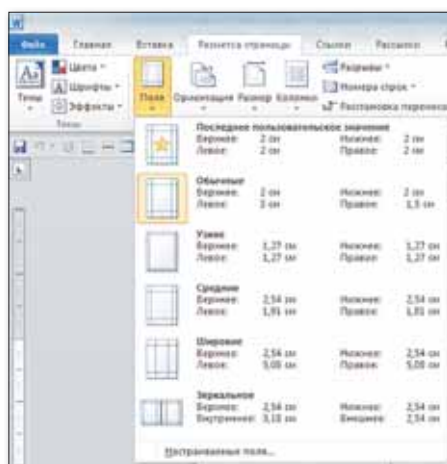 Файл Главная Вставка Разметка страницы Ссылки Рассылки
Темы
Цвета
Шрифты
Эффекты
Темы
Поля Ориентация Размер Колонки
Разрывы
Номера строк
Расстановка перенос
Последнее пользовательское значение
Верхнее: 2 см Нижнее: 2 см
Левое: 2 см Правое: 2 см
Обычные
Верхнее: 2 см Нижнее: 2 см
Левое: 3 см Правое: 1,5 см
Узкие
Верхнее: 1,27 см Нижнее: 1,27 см
Левое: 1,27 см Правое: 1,27 см
Средние
Верхнее: 2,54 см Нижнее: 2,54 см
Левое: 1,91 см Правое: 1,91 см
Широкие
Верхнее: 2,54 см Нижнее: 2,54 см
Левое: 5,08 см Правое: 5,08 см
Зеркальное
Верхнее: 2,54 см Нижнее: 2,54 см
Внутреннее: 3,18 см Внешнее: 2,54 см
Настраиваемые поля...